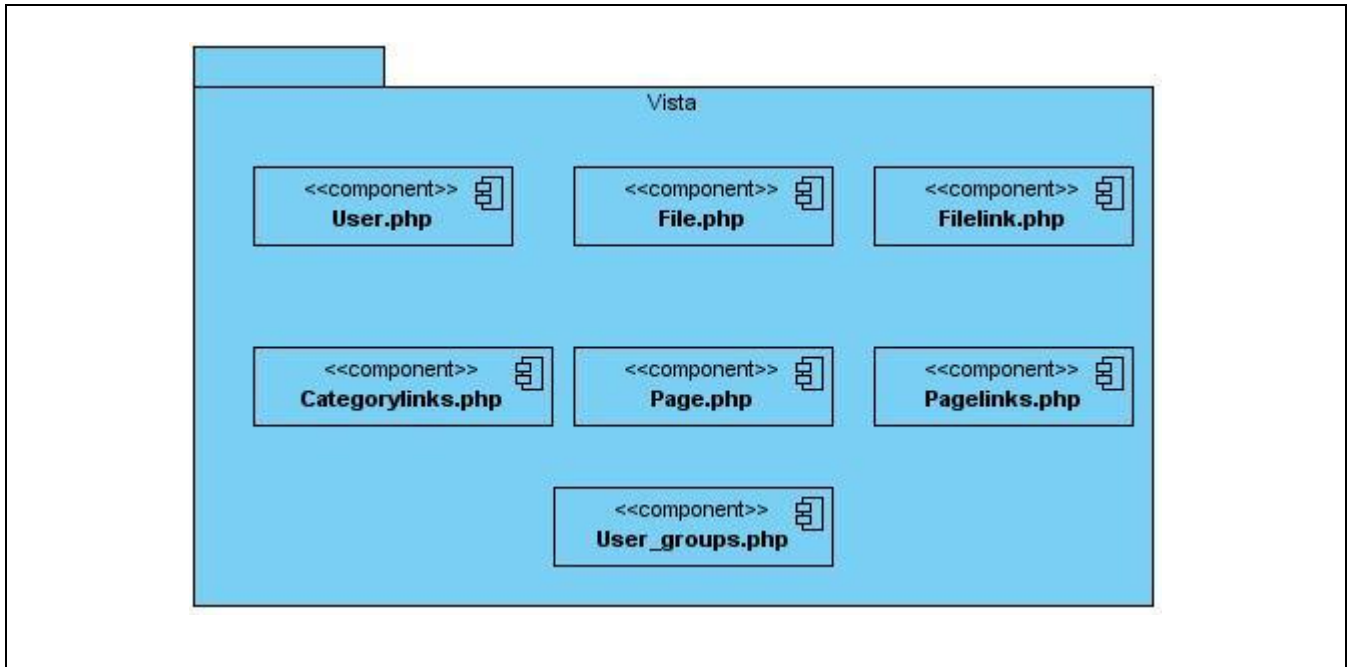 Vista
<<component>>
User.php
<<component>>
File.php
<<component>>
Filelink.php
<<component>>
Categorylinks.php
<<component>>
Page.php
<<component>>
Pagelinks.php
<<component>>
User_groups.php